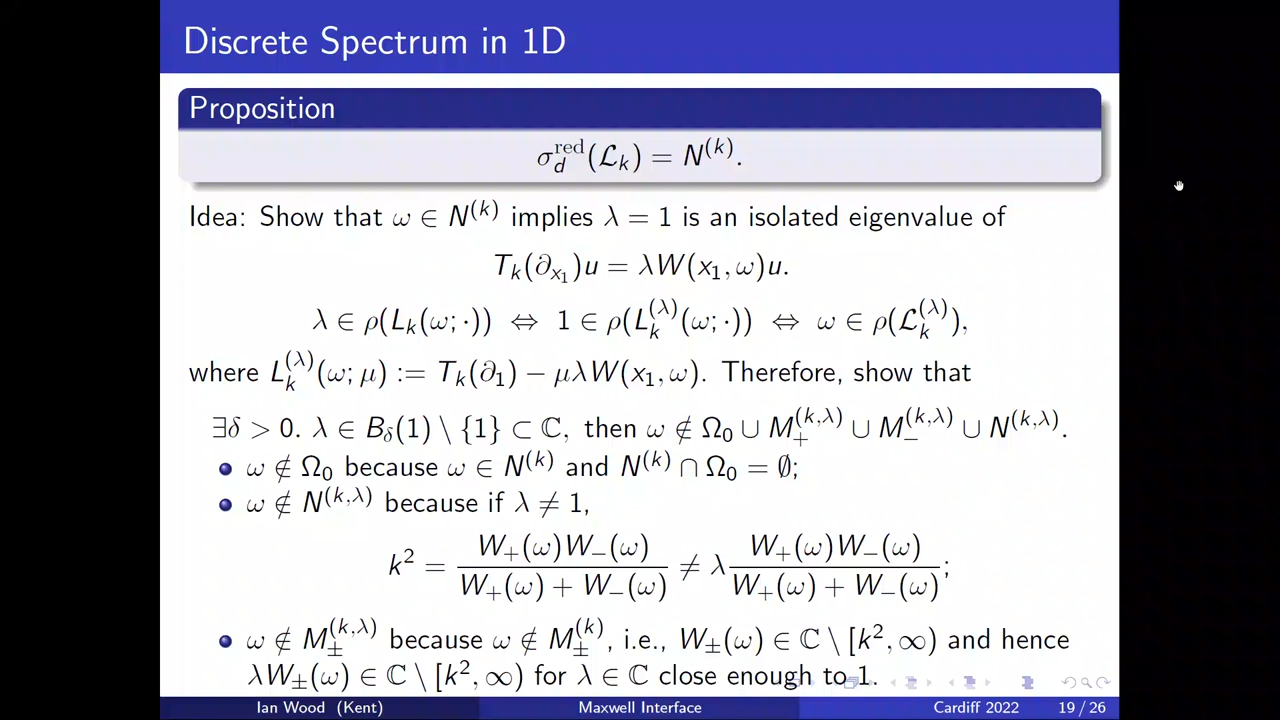 Discrete Spectrum in 1D
Proposition
σ_d^red(𝓛_k) = N^(k).
Idea: Show that ω ∈ N^(k) implies λ = 1 is an isolated eigenvalue of
T_k(∂_{x_1})u = λW(x_1, ω)u.
λ ∈ ρ(L_k(ω; ·)) ⇔ 1 ∈ ρ(L_k^(λ)(ω; ·)) ⇔ ω ∈ ρ(𝓛_k^(λ)),
where L_k^(λ)(ω; μ) := T_k(∂_1) − μλW(x_1, ω). Therefore, show that
∃δ > 0. λ ∈ B_δ(1) \ {1} ⊂ ℂ, then ω ∉ Ω_0 ∪ M_+^(k,λ) ∪ M_−^(k,λ) ∪ N^(k,λ).
ω ∉ Ω_0 because ω ∈ N^(k) and N^(k) ∩ Ω_0 = ∅;
ω ∉ N^(k,λ) because if λ ≠ 1,
k² = W_+(ω)W_−(ω) / (W_+(ω) + W_−(ω)) ≠ λ W_+(ω)W_−(ω) / (W_+(ω) + W_−(ω));
ω ∉ M_±^(k,λ) because ω ∉ M_±^(k), i.e., W_±(ω) ∈ ℂ \ [k², ∞) and hence
λW_±(ω) ∈ ℂ \ [k², ∞) for λ ∈ ℂ close enough to 1.
Ian Wood (Kent) Maxwell Interface Cardiff 2022 19 / 26